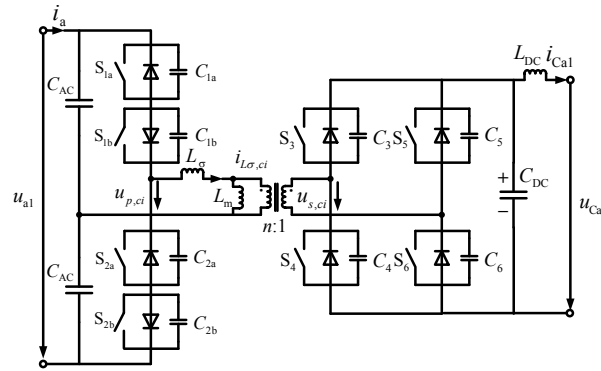 i_a
L_DC i_Ca1
S_1a C_1a
C_AC
S_1b C_1b S_3 C_3 S_5 C_5
L_σ i_Lσ,ci
u_a1 u_p,ci L_m u_s,ci + C_DC − u_Ca
n:1
C_AC S_2a C_2a S_4 C_4 S_6 C_6
S_2b C_2b